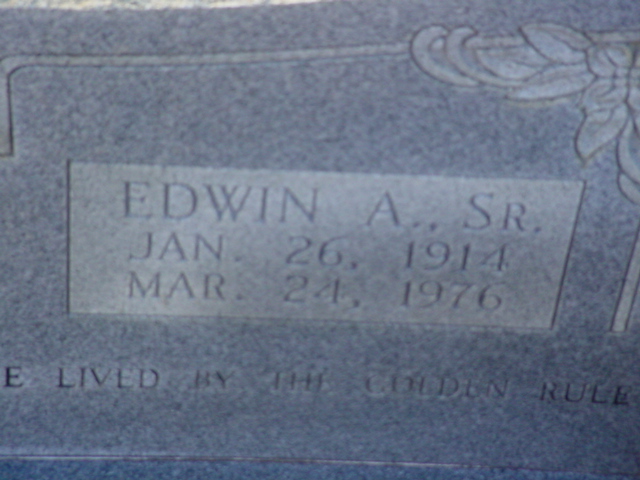 EDWIN A., SR.
JAN. 26, 1914
MAR. 24, 1976
E LIVED BY THE GOLDEN RULE